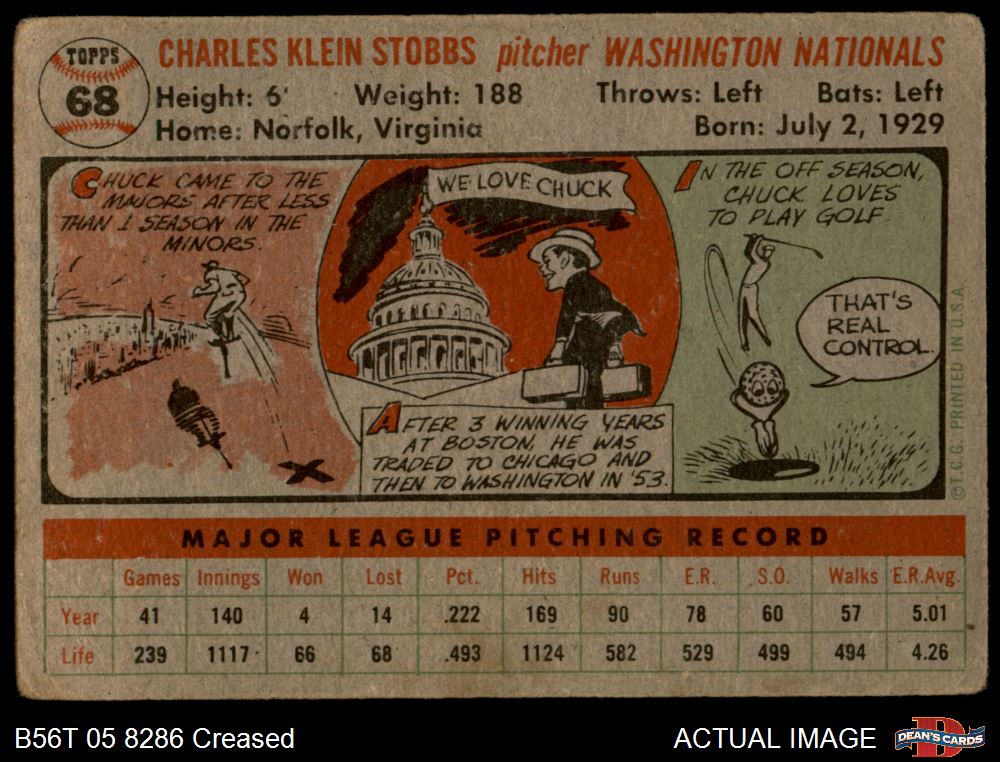 TOPPS
68
CHARLES KLEIN STOBBS pitcher WASHINGTON NATIONALS
Height: 6' Weight: 188 Throws: Left Bats: Left
Home: Norfolk, Virginia Born: July 2, 1929
CHUCK CAME TO THE
MAJORS AFTER LESS
THAN 1 SEASON IN THE
MINORS.
WE LOVE CHUCK
AFTER 3 WINNING YEARS
AT BOSTON, HE WAS
TRADED TO CHICAGO AND
THEN TO WASHINGTON IN '53.
IN THE OFF SEASON,
CHUCK LOVES
TO PLAY GOLF.
THAT'S
REAL
CONTROL.
© T.C.G. PRINTED IN U.S.A.
MAJOR LEAGUE PITCHING RECORD
Games Innings Won Lost Pct. Hits Runs E.R. S.O. Walks E.R.Avg.
Year 41 140 4 14 .222 169 90 78 60 57 5.01
Life 239 1117 66 68 .493 1124 582 529 499 494 4.26
B56T 05 8286 Creased ACTUAL IMAGE
DEAN'S CARDS